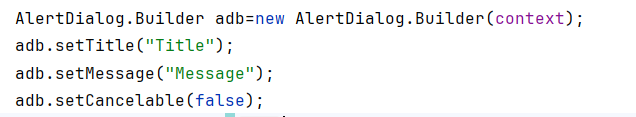 AlertDialog.Builder adb=new AlertDialog.Builder(context);
adb.setTitle("Title");
adb.setMessage("Message");
adb.setCancelable(false);